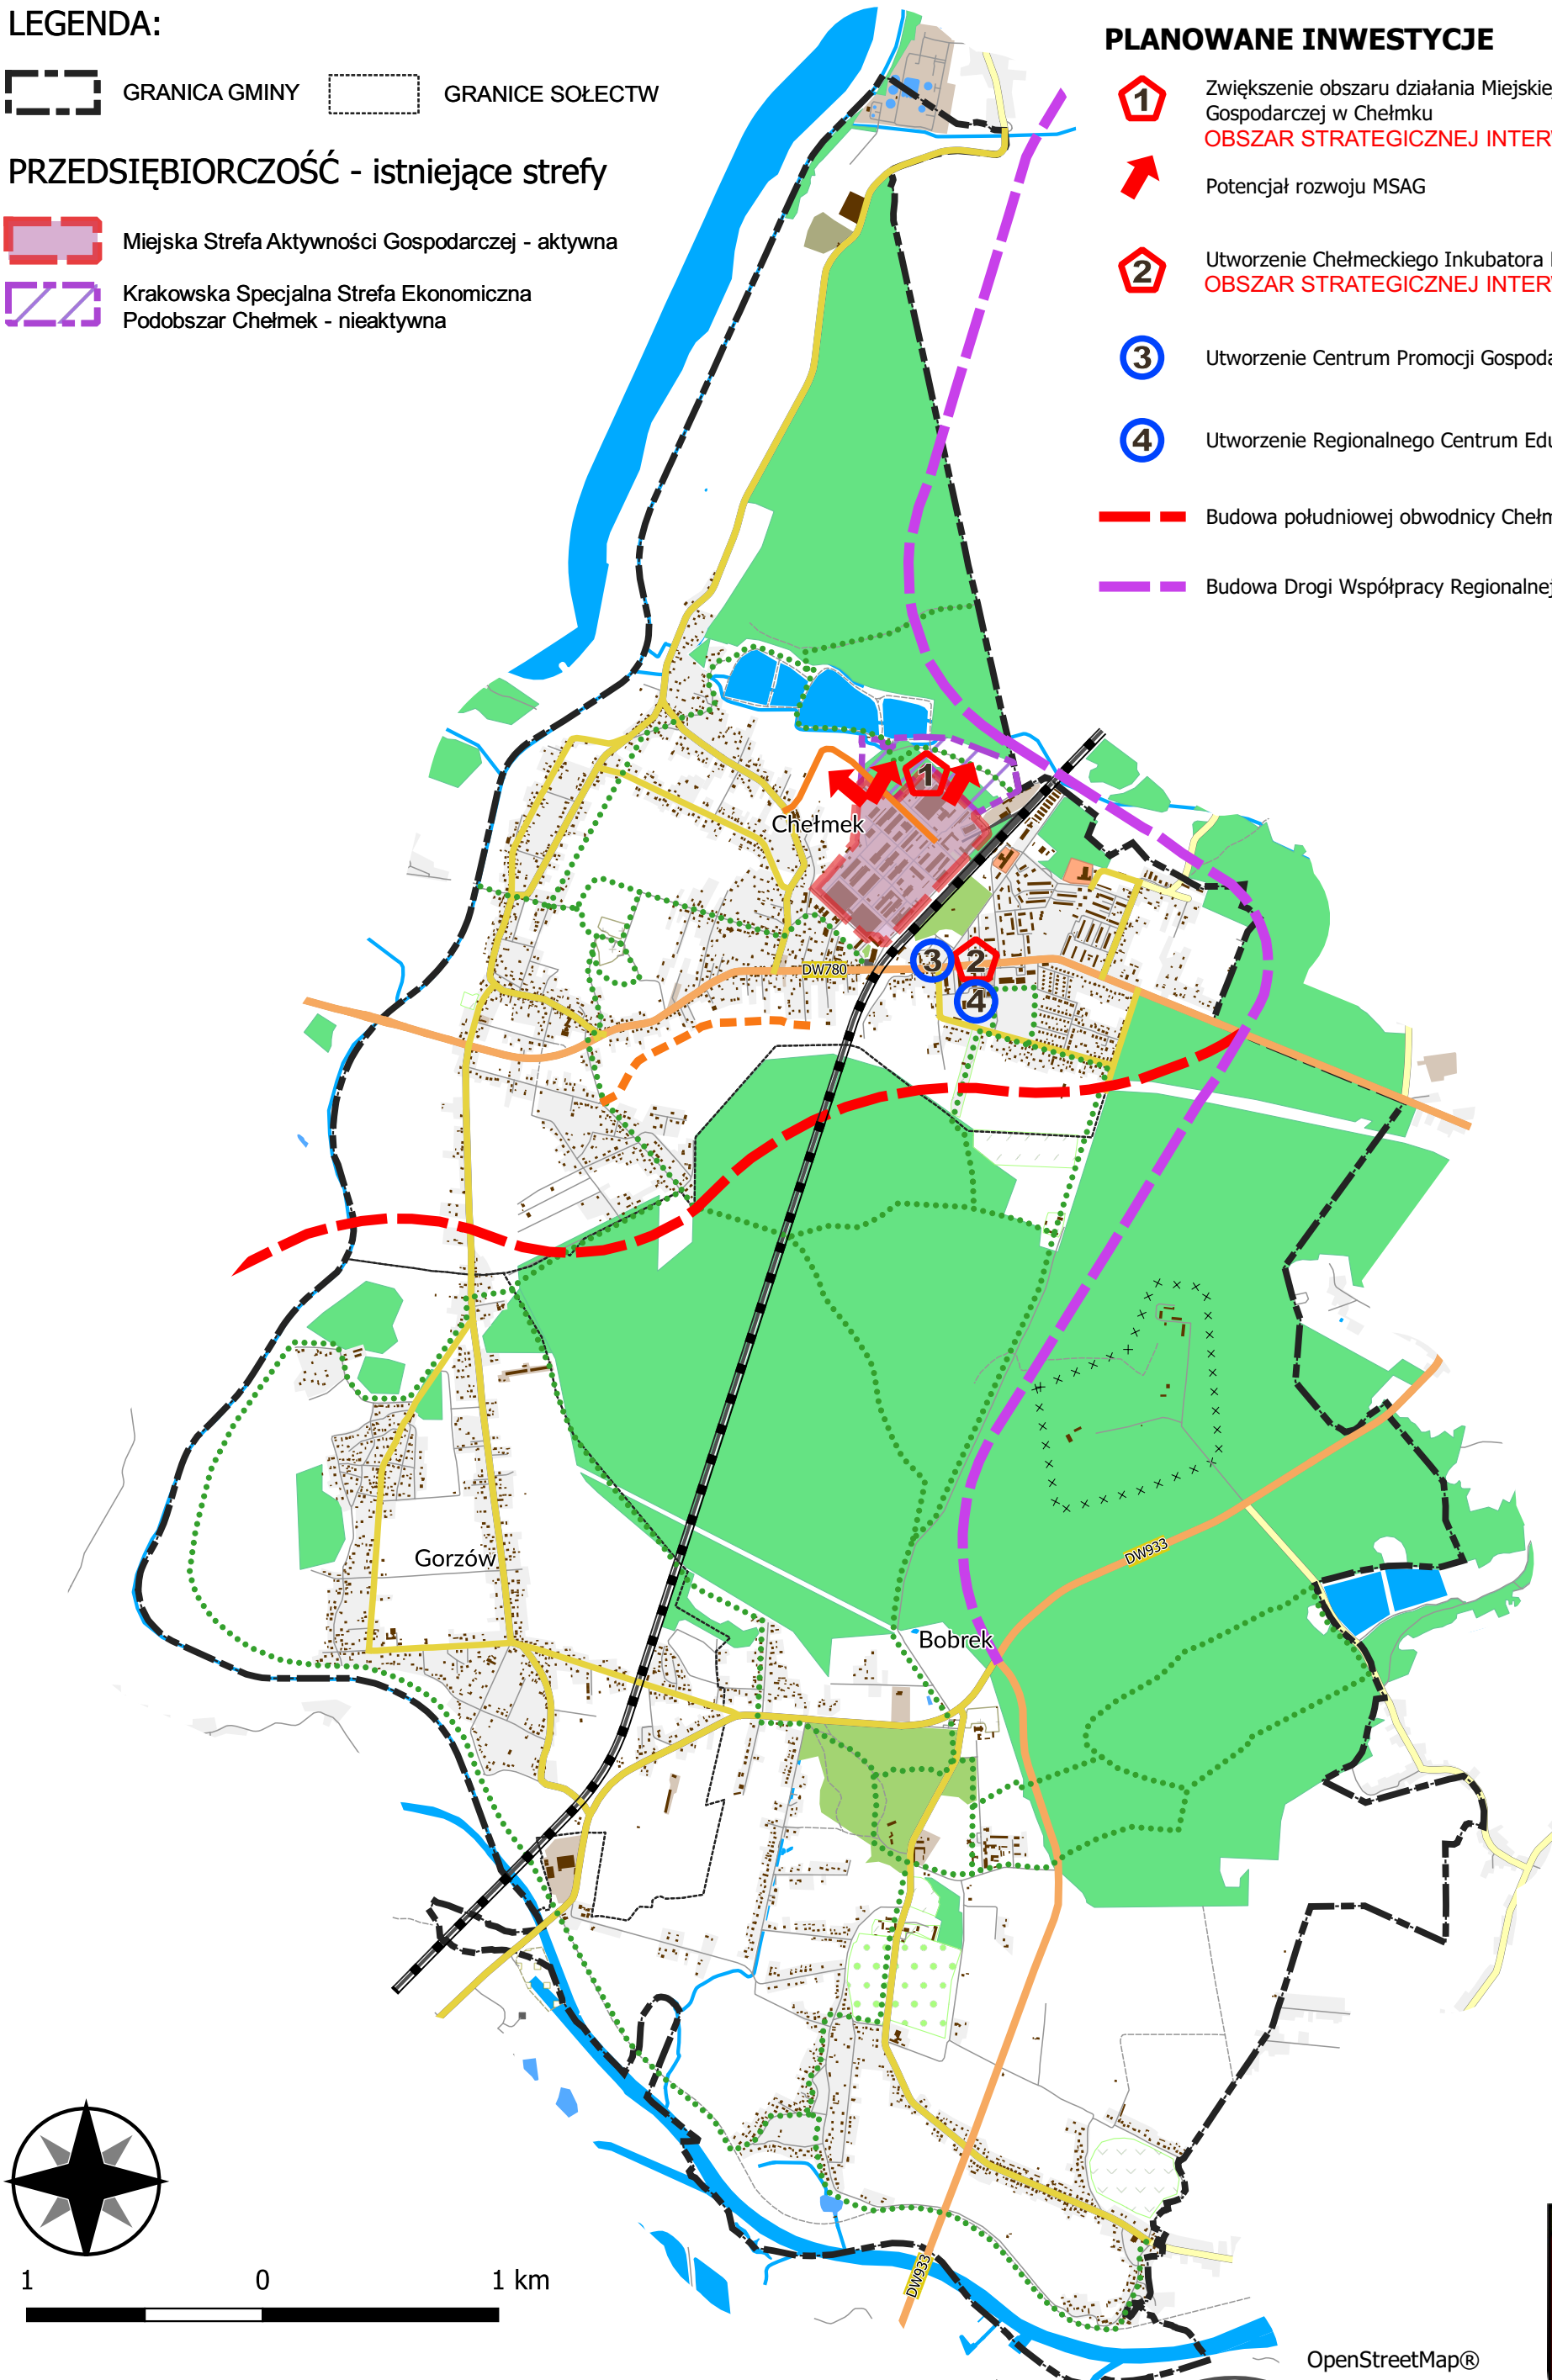 LEGENDA:
GRANICA GMINY
GRANICE SOŁECTW
PRZEDSIĘBIORCZOŚĆ - istniejące strefy
Miejska Strefa Aktywności Gospodarczej - aktywna
Krakowska Specjalna Strefa Ekonomiczna
Podobszar Chełmek - nieaktywna
PLANOWANE INWESTYCJE
1
Zwiększenie obszaru działania Miejskiej
Gospodarczej w Chełmku
OBSZAR STRATEGICZNEJ INTER
Potencjał rozwoju MSAG
2
Utworzenie Chełmeckiego Inkubatora
OBSZAR STRATEGICZNEJ INTER
3
Utworzenie Centrum Promocji Gospoda
4
Utworzenie Regionalnego Centrum Edu
Budowa południowej obwodnicy Chełm
Budowa Drogi Współpracy Regionalnej
1
Chełmek
DW780
3
2
4
Gorzów
DW933
Bobrek
DW933
1 0 1 km
OpenStreetMap®